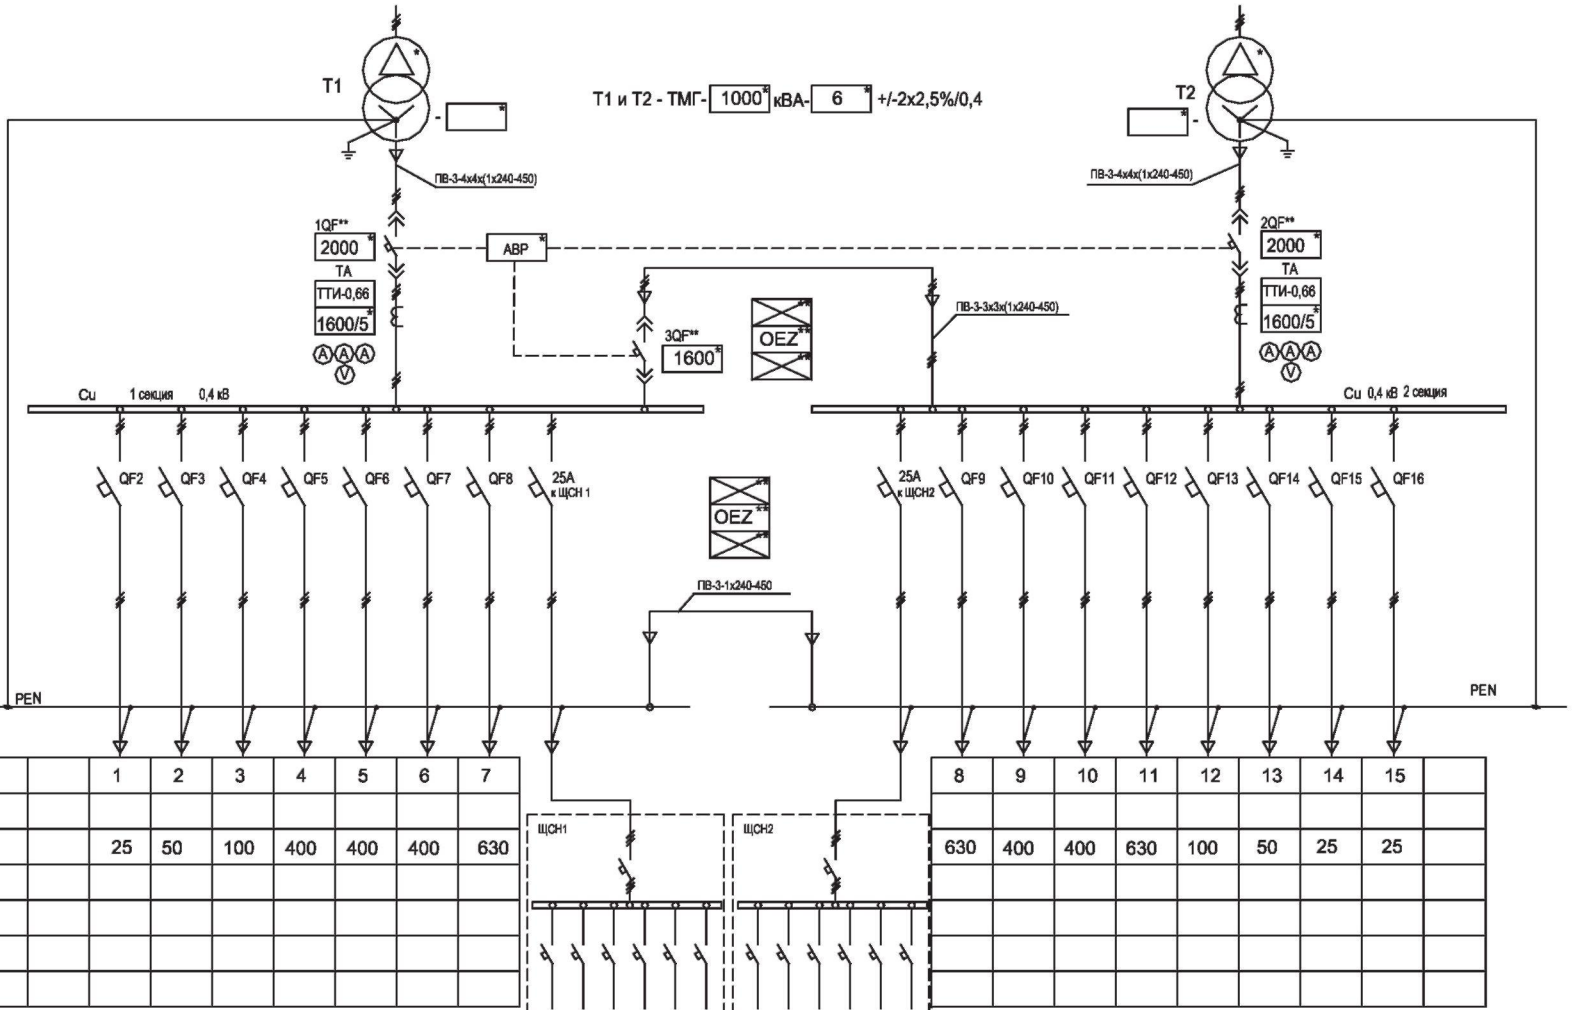 Т1
*
Т1 и Т2 - ТМГ- 1000* кВА- 6* +/-2х2,5%/0,4
*
Т2
- *
* -
ПВ-3-4х4х(1х240-450)
ПВ-3-4х4х(1х240-450)
1QF**
2000*
АВР*
2QF**
2000*
ТА
ТТИ-0,66
1600/5*
ТА
ТТИ-0,66
1600/5*
А А А
V
А А А
V
3QF**
1600*
**
OEZ**
**
ПВ-3-3х3х(1х240-450)
Cu 1 секция 0,4 кВ
Cu 0,4 кВ 2 секция
QF2 QF3 QF4 QF5 QF6 QF7 QF8 25А
к ЩСН 1
25А QF9 QF10 QF11 QF12 QF13 QF14 QF15 QF16
к ЩСН2
**
OEZ**
**
ПВ-3-1х240-450
PEN
PEN
1 2 3 4 5 6 7
8 9 10 11 12 13 14 15
ЩСН1
ЩСН2
25 50 100 400 400 400 630
630 400 400 630 100 50 25 25